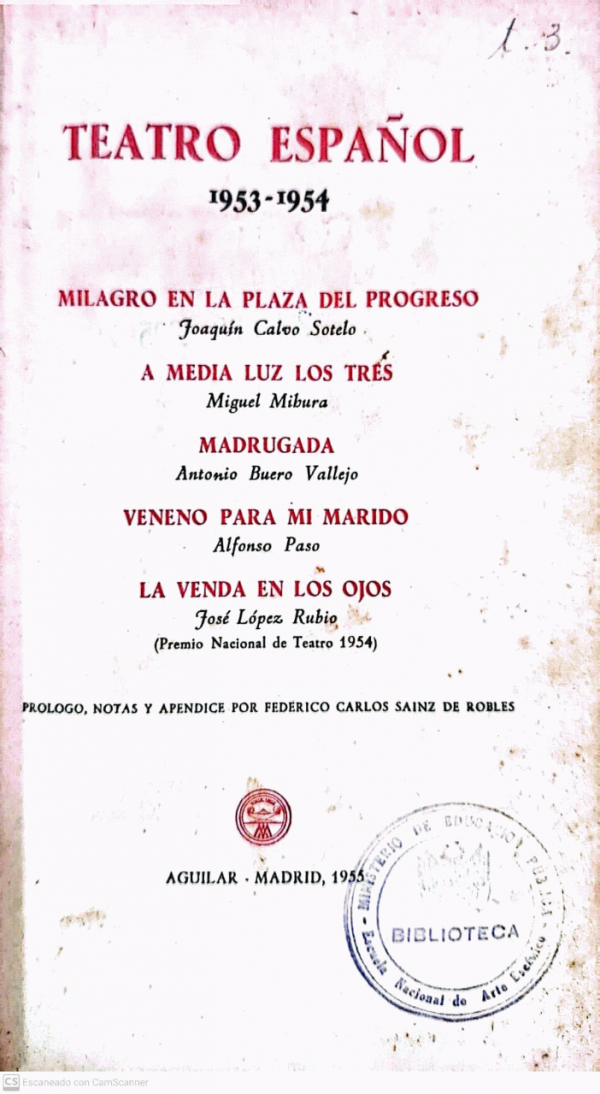 t. 3.
TEATRO ESPAÑOL
1953-1954
MILAGRO EN LA PLAZA DEL PROGRESO
Joaquín Calvo Sotelo
A MEDIA LUZ LOS TRÉS
Miguel Mihura
MADRUGADA
Antonio Buero Vallejo
VENENO PARA MI MARIDO
Alfonso Paso
LA VENDA EN LOS OJOS
José López Rubio
(Premio Nacional de Teatro 1954)
PROLOGO, NOTAS Y APENDICE POR FEDERICO CARLOS SAINZ DE ROBLES
AGUILAR · MADRID, 1955
MINISTERIO DE EDUCACION PUBLICA
BIBLIOTECA
Escuela Nacional de Arte Escénico
CS Escaneado con CamScanner